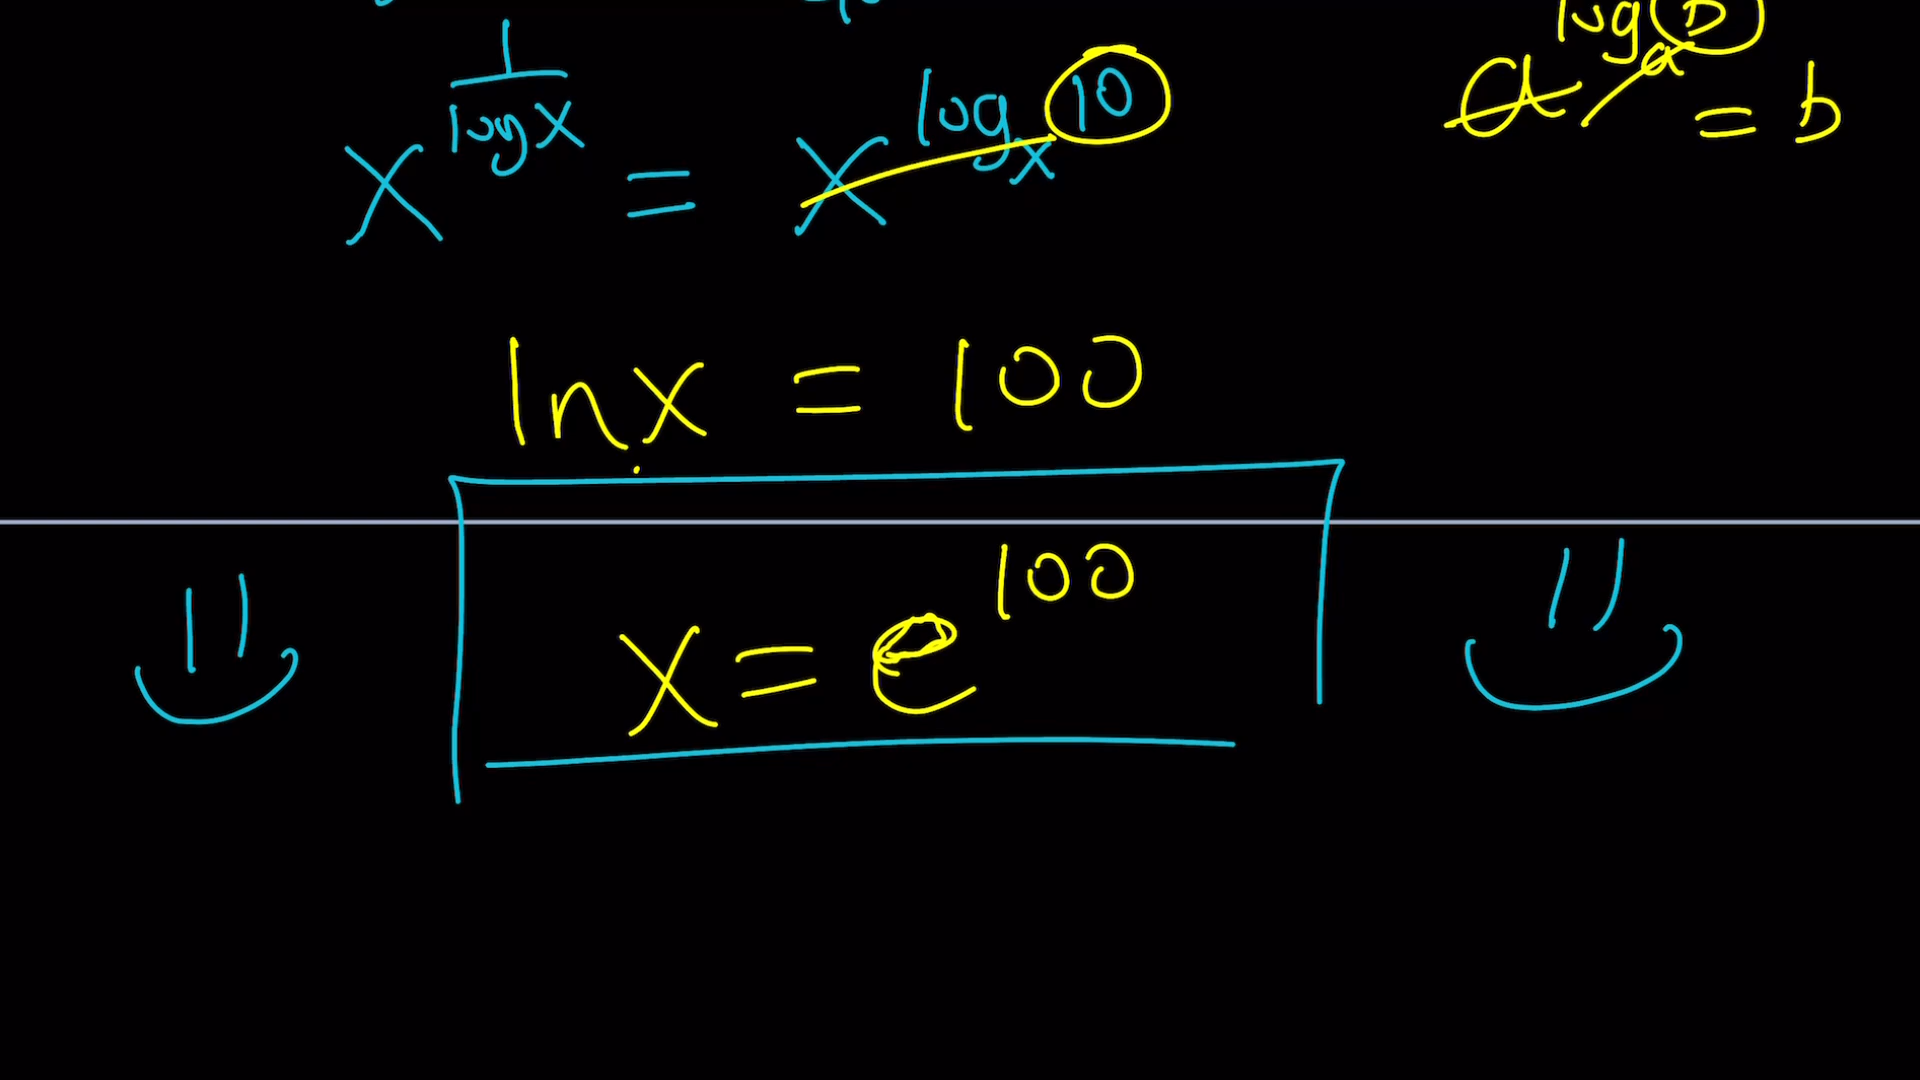 x^(1/log x) = x^(log_x 10)
a^(log_a b) = b
ln x = 100
x = e^100